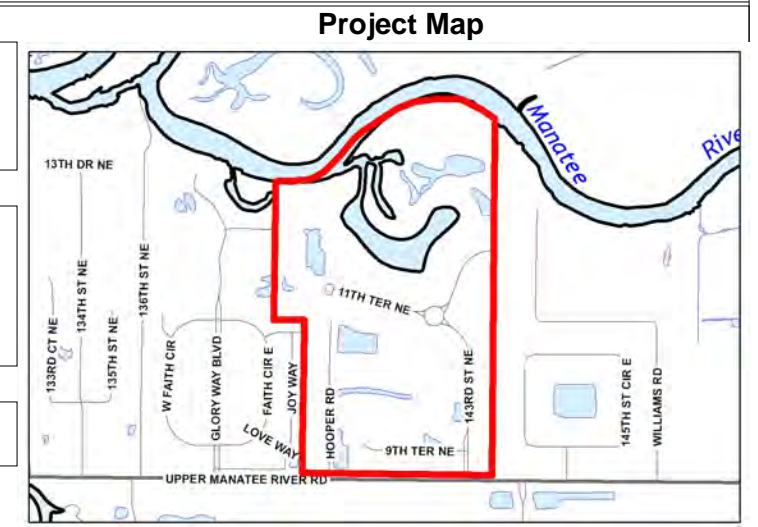 Project Map
Manatee
River
13TH DR NE
133RD CT NE
134TH ST NE
135TH ST NE
136TH ST NE
W FAITH CIR
GLORY WAY BLVD
FAITH CIR E
JOY WAY
LOVE WAY
HOOPER RD
11TH TER NE
143RD ST NE
9TH TER NE
145TH ST CIR E
WILLIAMS RD
UPPER MANATEE RIVER RD